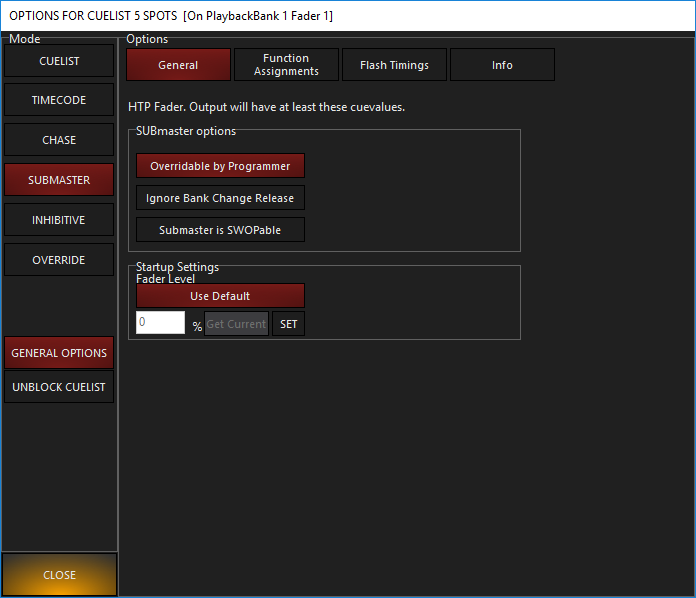 OPTIONS FOR CUELIST 5 SPOTS [On PlaybackBank 1 Fader 1]
Mode
CUELIST
TIMECODE
CHASE
SUBMASTER
INHIBITIVE
OVERRIDE
GENERAL OPTIONS
UNBLOCK CUELIST
CLOSE
Options
General
Function
Assignments
Flash Timings
Info
HTP Fader. Output will have at least these cuevalues.
SUBmaster options
Overridable by Programmer
Ignore Bank Change Release
Submaster is SWOPable
Startup Settings
Fader Level
Use Default
0 % Get Current SET